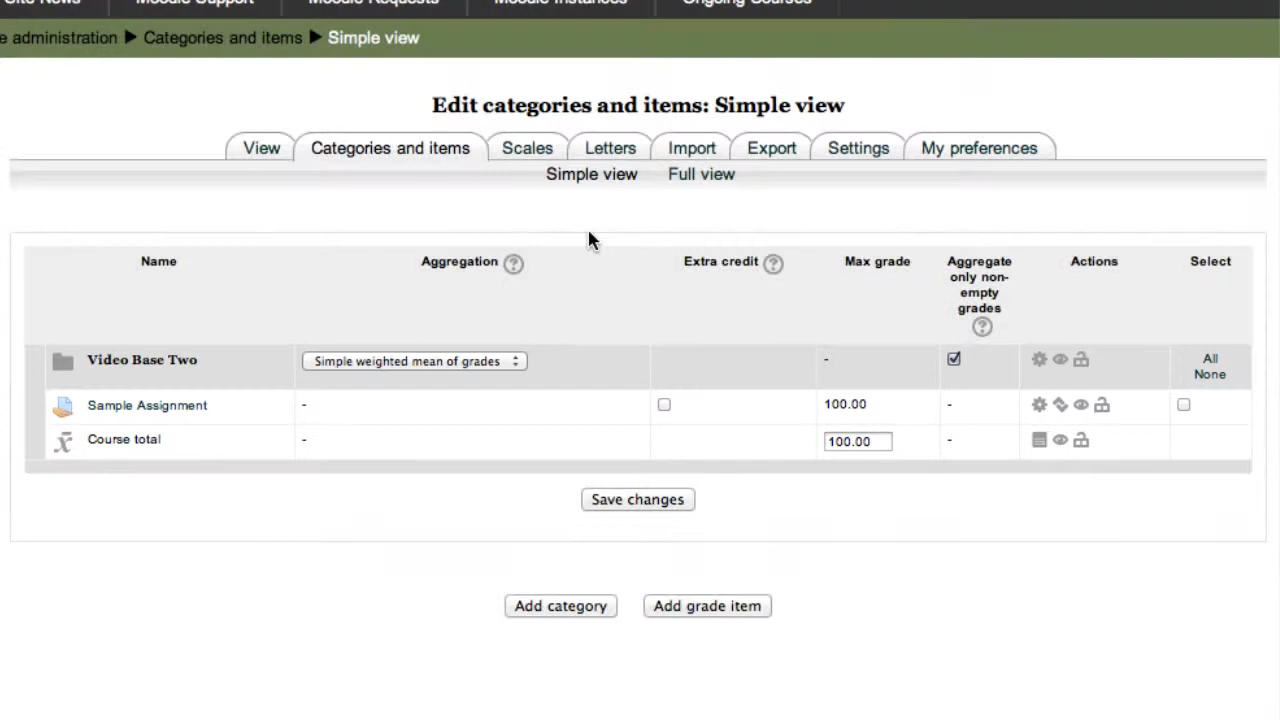 Site News Moodle Support Moodle Requests Moodle Instances Ongoing Courses
e administration ▶ Categories and items ▶ Simple view
Edit categories and items: Simple view
View Categories and items Scales Letters Import Export Settings My preferences
Simple view Full view
Name Aggregation ? Extra credit ? Max grade Aggregate only non-empty grades ? Actions Select
Video Base Two Simple weighted mean of grades - All
None
Sample Assignment - 100.00 -
x̄ Course total - 100.00 -
Save changes
Add category Add grade item